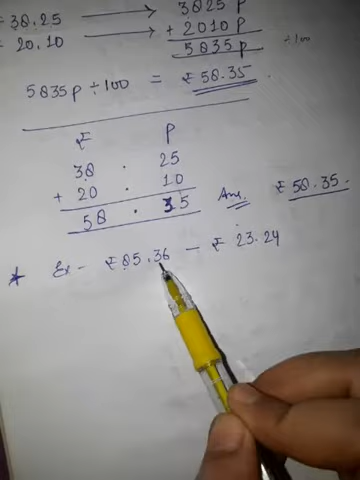 = 38.25 → 3825 P
= 20.10 → + 2010 P
5835 P ÷100
5835 P ÷ 100 = ₹ 58.35
₹ P
38 . 25
+ 20 . 10
58 . 35 Ans. ₹ 58.35.
* Ex - ₹ 85.36 - ₹ 23.24